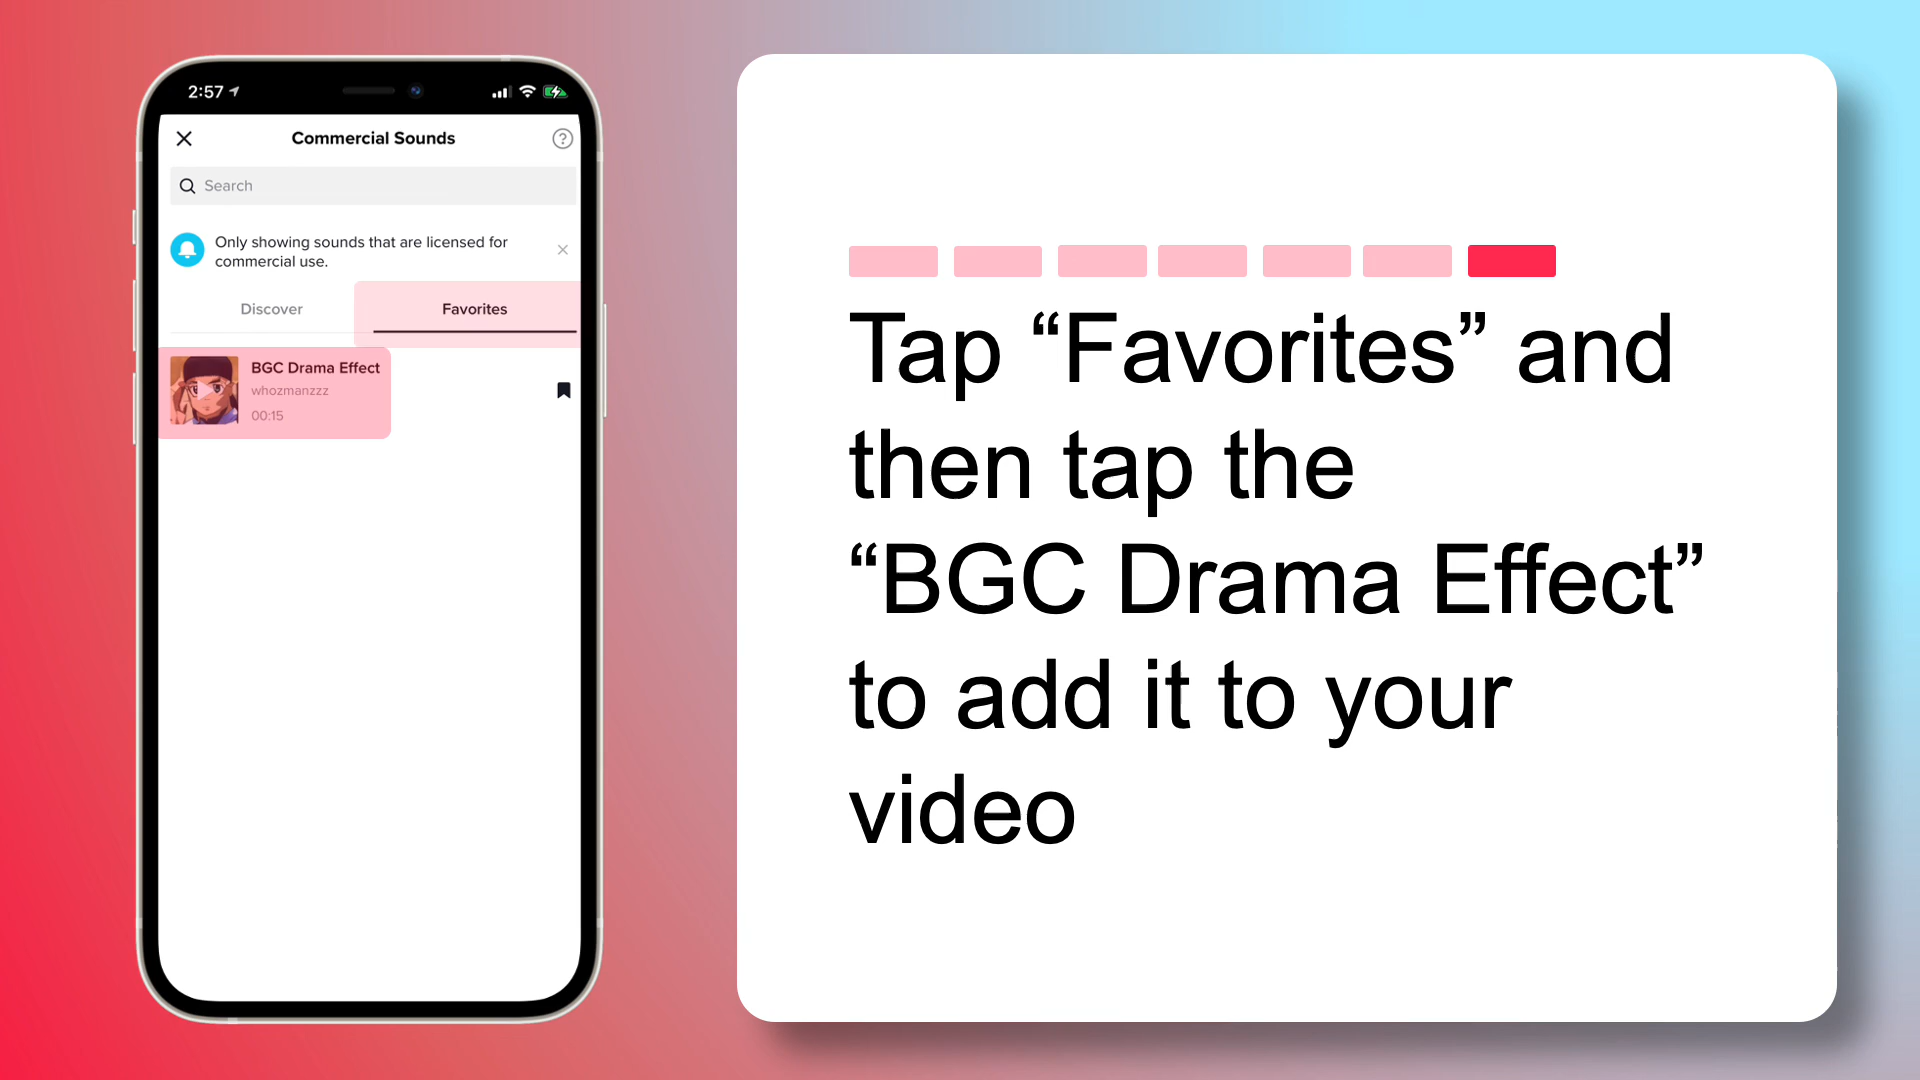 2:57
Commercial Sounds
Search
Only showing sounds that are licensed for
commercial use.
Discover
Favorites
BGC Drama Effect
whozmanzzz
00:15
Tap “Favorites” and
then tap the
“BGC Drama Effect”
to add it to your
video